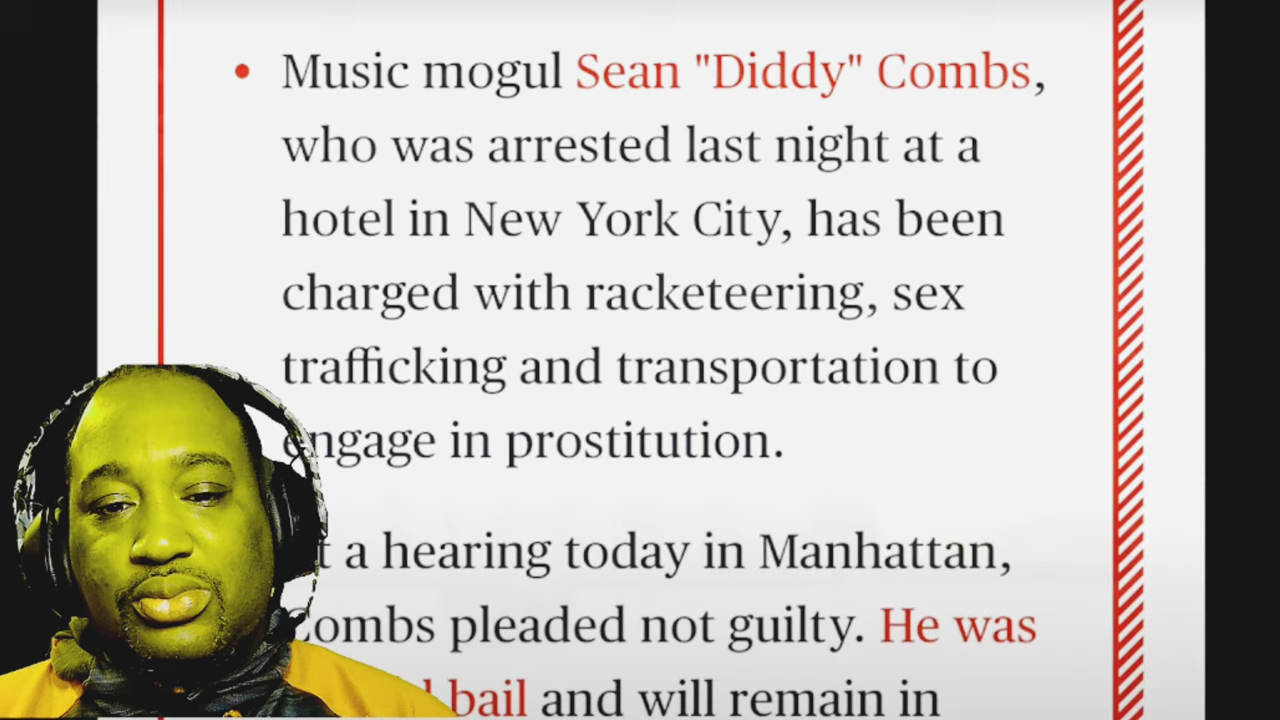 Music mogul Sean "Diddy" Combs,
who was arrested last night at a
hotel in New York City, has been
charged with racketeering, sex
trafficking and transportation to
engage in prostitution.
a hearing today in Manhattan,
Combs pleaded not guilty. He was
bail and will remain in